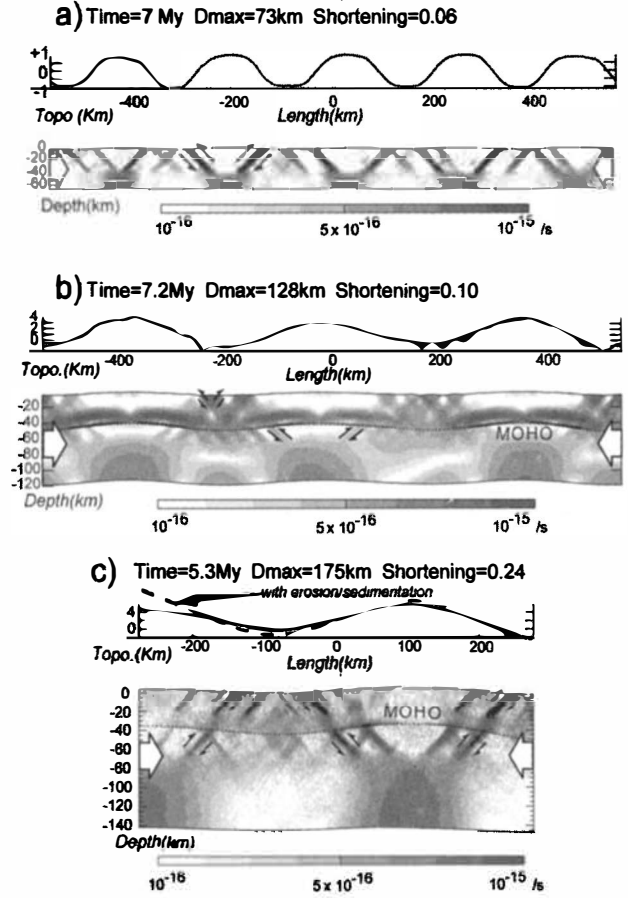 a) Time=7 My Dmax=73km Shortening=0.06
+1
0
-1
-400 -200 0 200 400
Topo (Km) Length(km)
0
-20
-40
-60
Depth(km)
10-16 5 x 10-16 10-15 /s
b) Time=7.2My Dmax=128km Shortening=0.10
4
2
0
-400 -200 0 200 400
Topo.(Km) Length(km)
-20
-40
-60 MOHO
-80
-100
-120
Depth(km)
10-16 5 x 10-16 10-15 /s
c) Time=5.3My Dmax=175km Shortening=0.24
with erosion/sedimentation
4
2
0
-200 -100 0 100 200
Topo.(Km) Length(km)
0
-20 MOHO
-40
-60
-80
-100
-120
-140
Depth(km)
10-16 5 x 10-16 10-15 /s